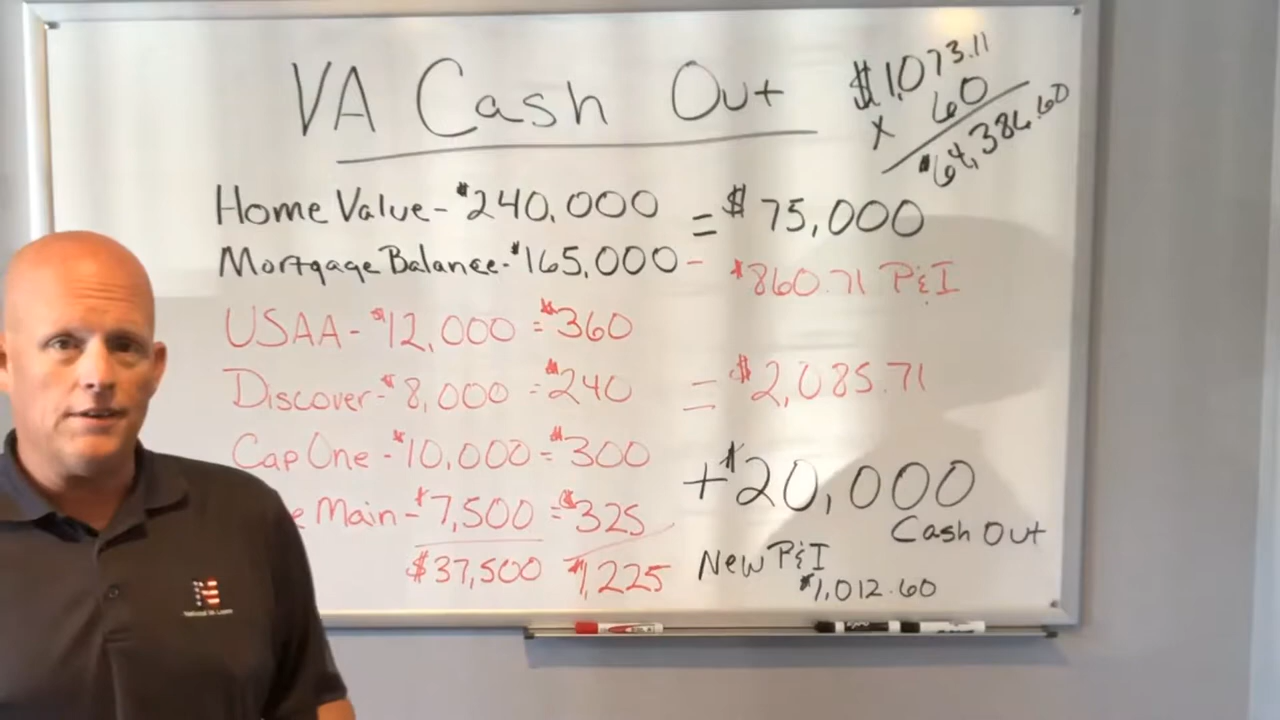 VA Cash Out
$1,073.11
x 60
$64,386.60
Home Value - $240,000 = $75,000
Mortgage Balance - $165,000 - $860.71 P&I
USAA - $12,000 = $360
Discover - $8,000 = $240 = $2,085.71
Cap One - $10,000 = $300
+ $20,000
Cash Out
e Main - $7,500 = $325
$37,500 $1,225
New P&I
$1,012.60